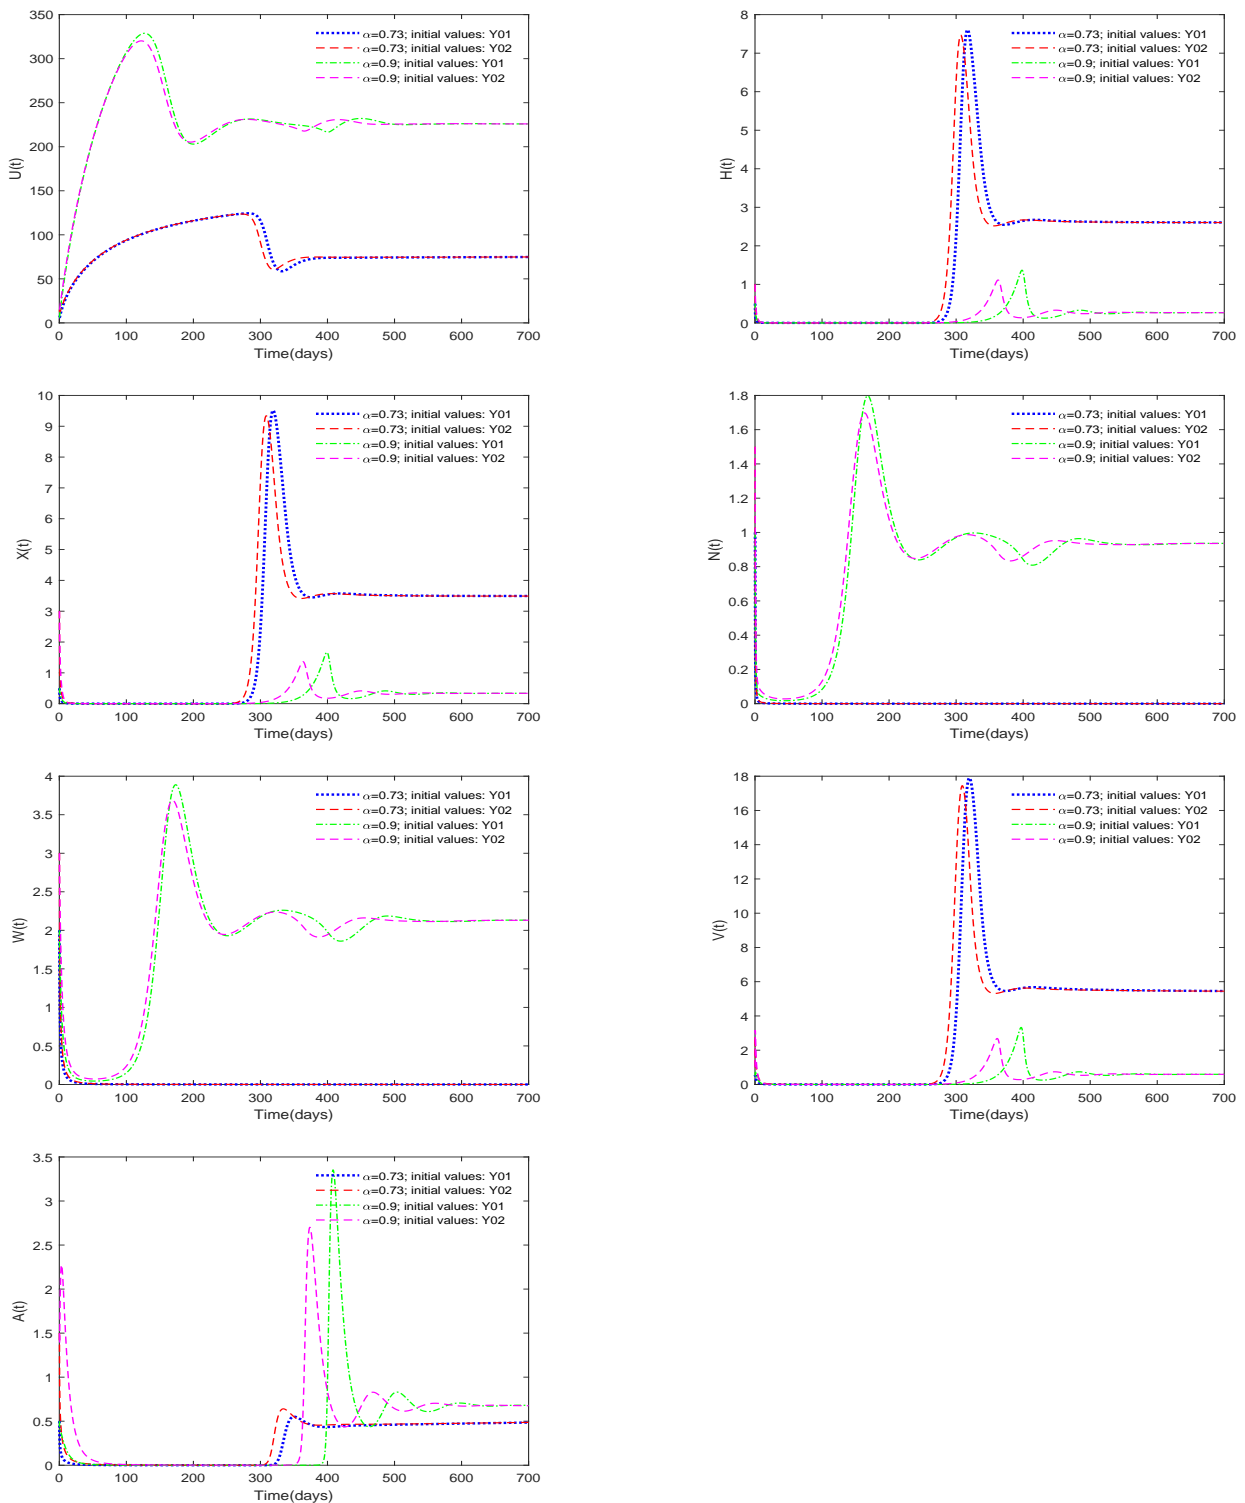 350
300
250
200
150
100
50
0
U(t)
α=0.73; initial values: Y01
α=0.73; initial values: Y02
α=0.9; initial values: Y01
α=0.9; initial values: Y02
0 100 200 300 400 500 600 700
Time(days)
8
7
6
5
4
3
2
1
0
H(t)
α=0.73; initial values: Y01
α=0.73; initial values: Y02
α=0.9; initial values: Y01
α=0.9; initial values: Y02
0 100 200 300 400 500 600 700
Time(days)
10
9
8
7
6
5
4
3
2
1
0
X(t)
α=0.73; initial values: Y01
α=0.73; initial values: Y02
α=0.9; initial values: Y01
α=0.9; initial values: Y02
0 100 200 300 400 500 600 700
Time(days)
1.8
1.6
1.4
1.2
1
0.8
0.6
0.4
0.2
0
N(t)
α=0.73; initial values: Y01
α=0.73; initial values: Y02
α=0.9; initial values: Y01
α=0.9; initial values: Y02
0 100 200 300 400 500 600 700
Time(days)
4
3.5
3
2.5
2
1.5
1
0.5
0
W(t)
α=0.73; initial values: Y01
α=0.73; initial values: Y02
α=0.9; initial values: Y01
α=0.9; initial values: Y02
0 100 200 300 400 500 600 700
Time(days)
18
16
14
12
10
8
6
4
2
0
V(t)
α=0.73; initial values: Y01
α=0.73; initial values: Y02
α=0.9; initial values: Y01
α=0.9; initial values: Y02
0 100 200 300 400 500 600 700
Time(days)
3.5
3
2.5
2
1.5
1
0.5
0
A(t)
α=0.73; initial values: Y01
α=0.73; initial values: Y02
α=0.9; initial values: Y01
α=0.9; initial values: Y02
0 100 200 300 400 500 600 700
Time(days)